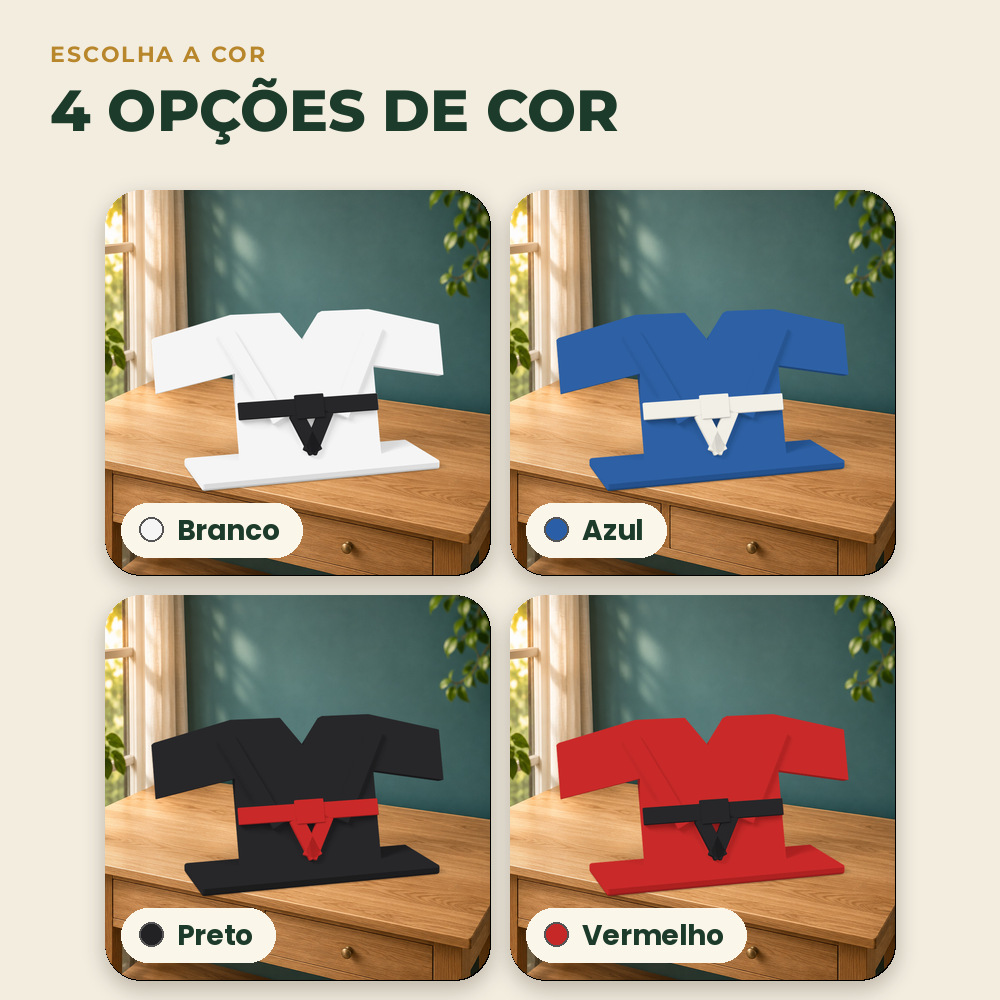 ESCOLHA A COR
4 OPÇÕES DE COR
Branco
Azul
Preto
Vermelho